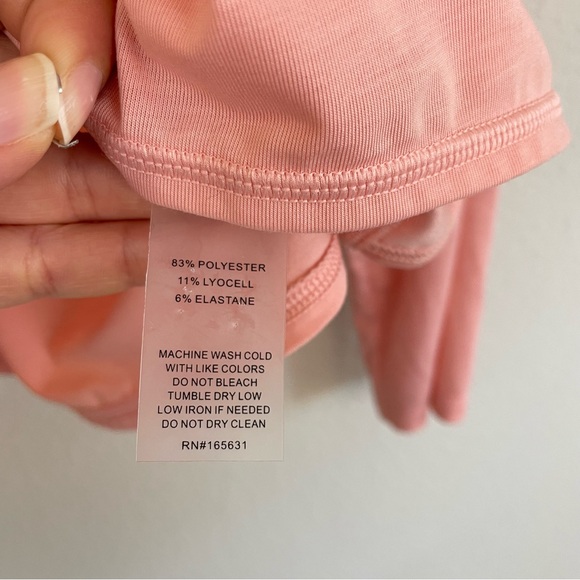 83% POLYESTER
11% LYOCELL
6% ELASTANE
MACHINE WASH COLD
WITH LIKE COLORS
DO NOT BLEACH
TUMBLE DRY LOW
LOW IRON IF NEEDED
DO NOT DRY CLEAN
RN#165631